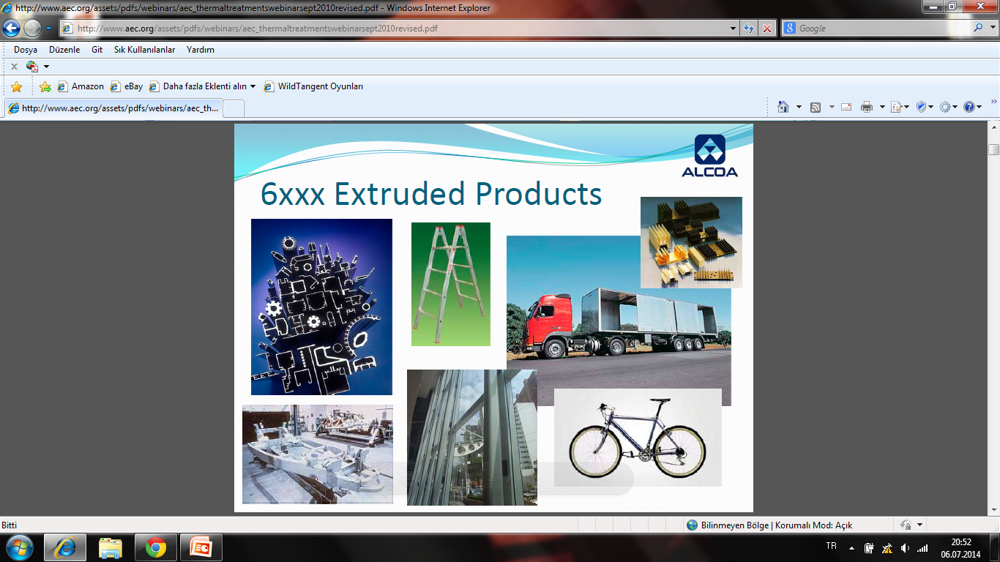 http://www.aec.org/assets/pdfs/webinars/aec_thermaltreatmentswebinarsept2010revised.pdf - Windows Internet Explorer
http://www.aec.org/assets/pdfs/webinars/aec_thermaltreatmentswebinarsept2010revised.pdf
Google
Dosya Düzenle Git Sık Kullanılanlar Yardım
Amazon eBay Daha fazla Eklenti alın WildTangent Oyunları
http://www.aec.org/assets/pdfs/webinars/aec_th...
ALCOA
6xxx Extruded Products
Bitti
Bilinmeyen Bölge | Korumalı Mod: Açık
TR
20:52
06.07.2014